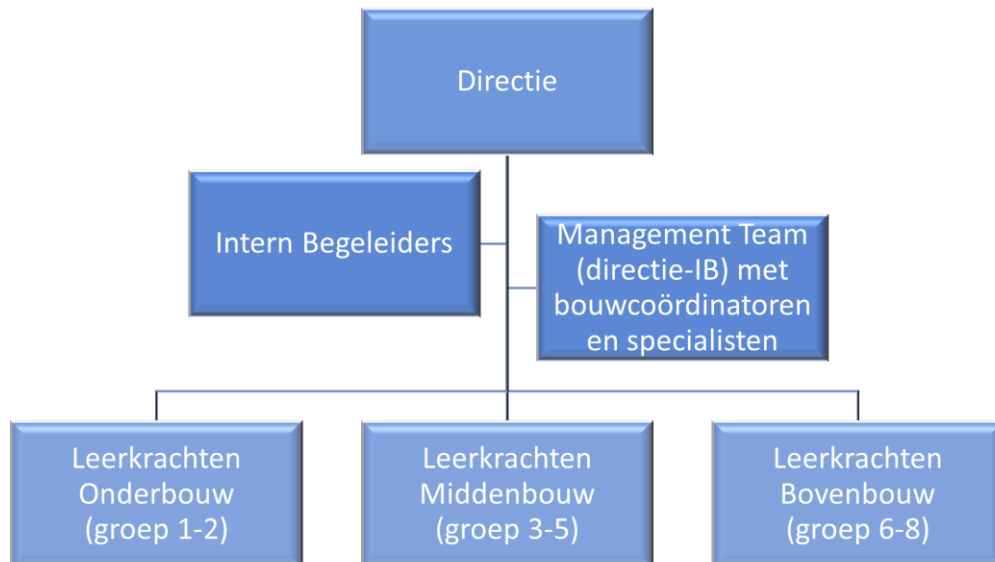 Directie
Intern Begeleiders
Management Team
(directie-IB) met
bouwcoördinatoren
en specialisten
Leerkrachten
Onderbouw
(groep 1-2)
Leerkrachten
Middenbouw
(groep 3-5)
Leerkrachten
Bovenbouw
(groep 6-8)